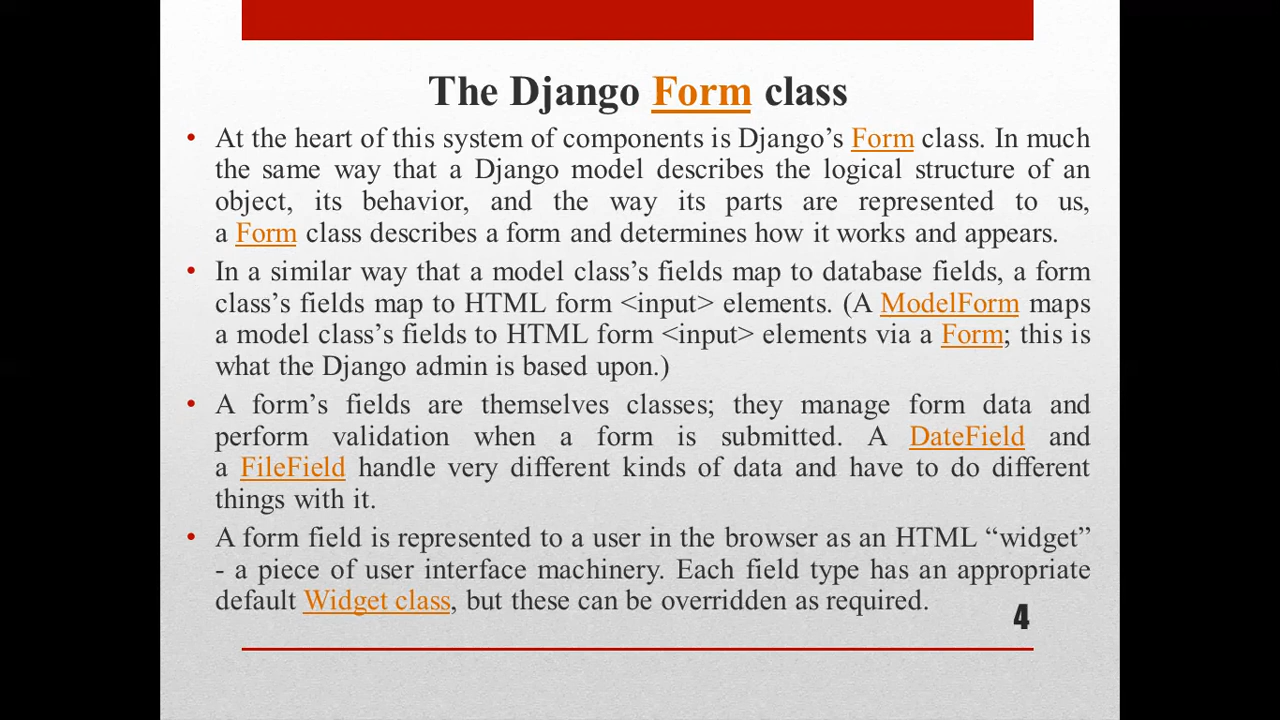 The Django Form class
• At the heart of this system of components is Django’s Form class. In much
the same way that a Django model describes the logical structure of an
object, its behavior, and the way its parts are represented to us,
a Form class describes a form and determines how it works and appears.
• In a similar way that a model class’s fields map to database fields, a form
class’s fields map to HTML form <input> elements. (A ModelForm maps
a model class’s fields to HTML form <input> elements via a Form; this is
what the Django admin is based upon.)
• A form’s fields are themselves classes; they manage form data and
perform validation when a form is submitted. A DateField and
a FileField handle very different kinds of data and have to do different
things with it.
• A form field is represented to a user in the browser as an HTML “widget”
- a piece of user interface machinery. Each field type has an appropriate
default Widget class, but these can be overridden as required.
4